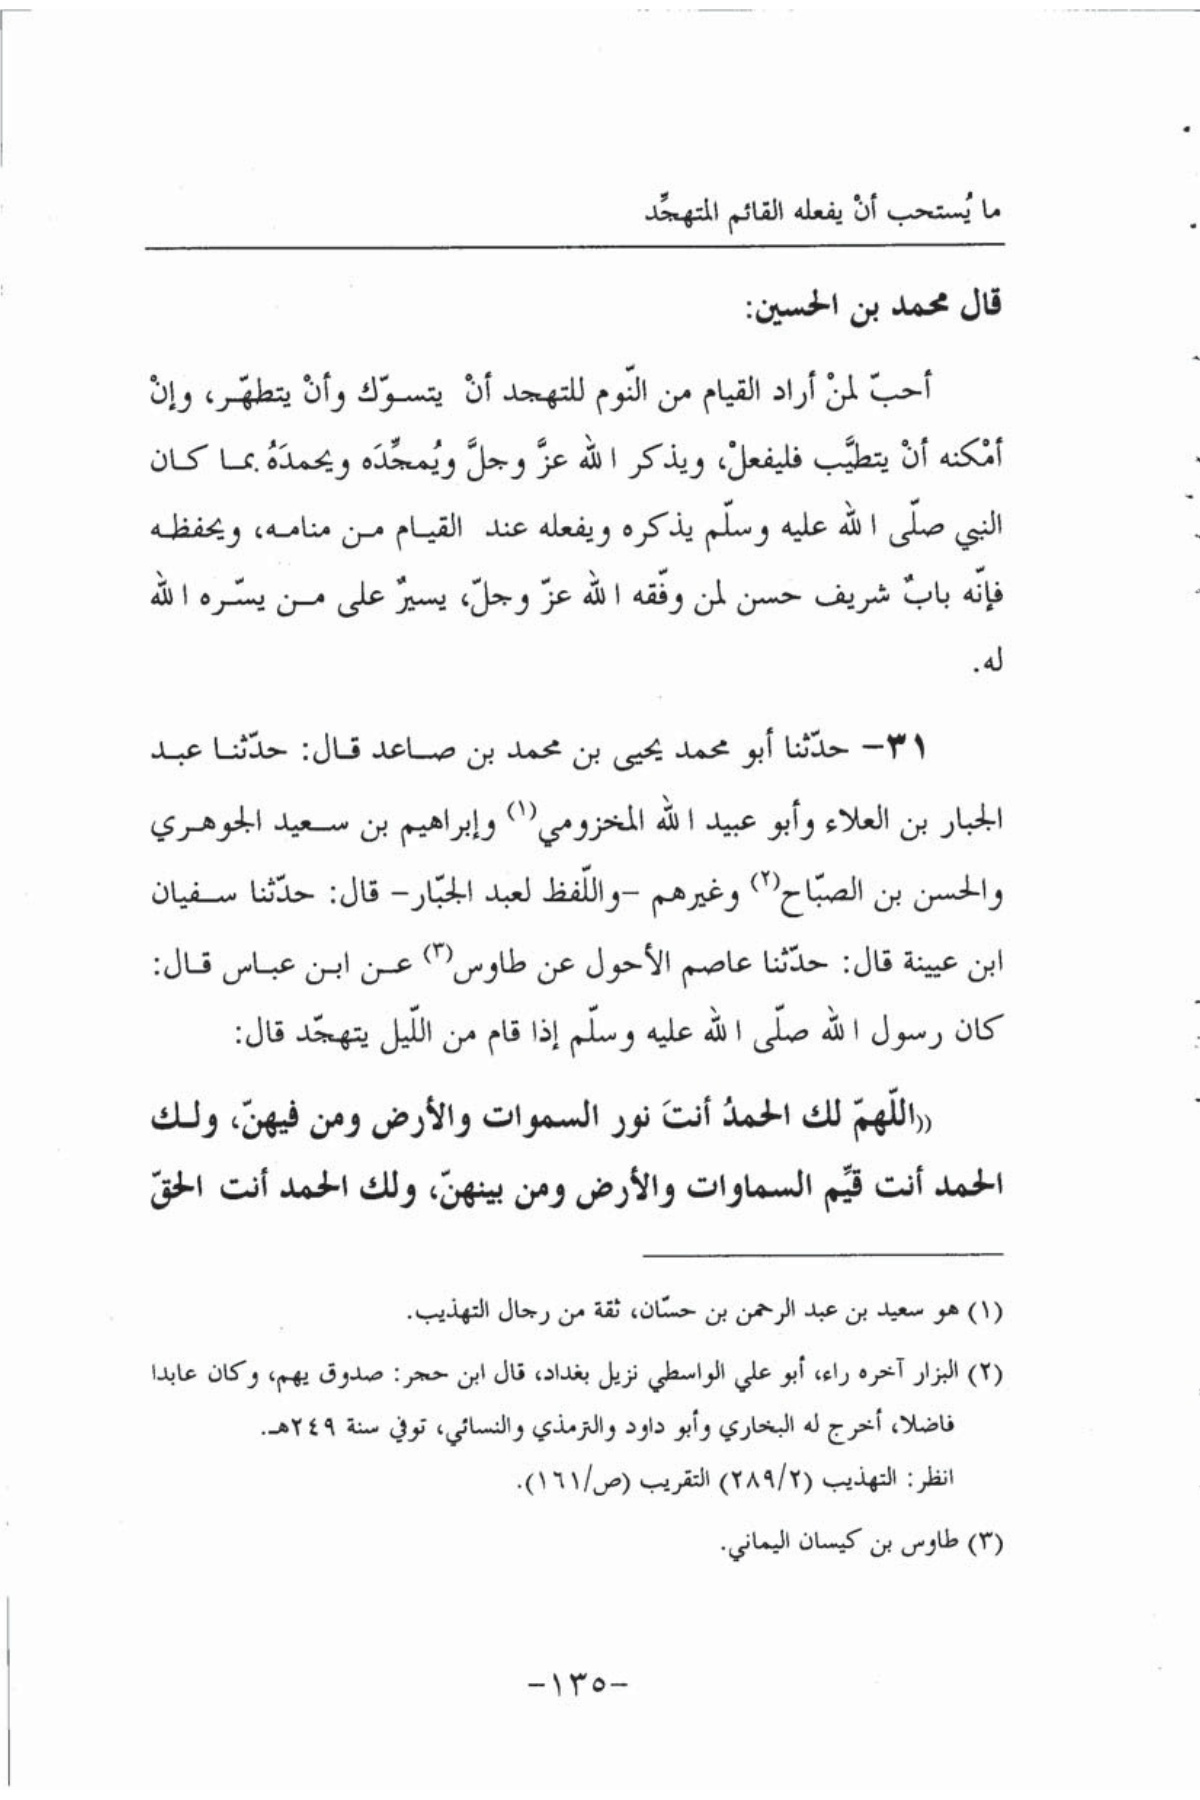 ما يُستحب أنْ يفعله القائم المتهجِّد
قال محمد بن الحسين:
أحبّ لمنْ أراد القيام من النّوم للتهجد أنْ يتسوّك وأنْ يتطهّر، وإنْ
أمْكنه أنْ يتطيَّب فليفعلْ، ويذكر الله عزَّ وجلَّ ويُمجِّدَه ويحمدَهُ بما كان
النبي صلّى الله عليه وسلّم يذكره ويفعله عند القيام من منامه، ويحفظه
فإنّه بابٌ شريف حسن لمن وفّقه الله عزّ وجلّ، يسيرٌ على من يسّره الله
له.
٣١- حدّثنا أبو محمد يحيى بن محمد بن صاعد قال: حدّثنا عبد
الجبار بن العلاء وأبو عبيد الله المخزومي(١) وإبراهيم بن سعيد الجوهري
والحسن بن الصبّاح(٢) وغيرهم -واللّفظ لعبد الجبّار- قال: حدّثنا سفيان
ابن عيينة قال: حدّثنا عاصم الأحول عن طاوس(٣) عن ابن عباس قال:
كان رسول الله صلّى الله عليه وسلّم إذا قام من اللّيل يتهجّد قال:
((اللّهمّ لك الحمدُ أنتَ نور السموات والأرض ومن فيهنّ، ولك
الحمد أنت قيِّم السماوات والأرض ومن بينهنّ، ولك الحمد أنت الحقّ
(١) هو سعيد بن عبد الرحمن بن حسّان، ثقة من رجال التهذيب.
(٢) البزار آخره راء، أبو علي الواسطي نزيل بغداد، قال ابن حجر: صدوق يهم، وكان عابدا
فاضلا، أخرج له البخاري وأبو داود والترمذي والنسائي، توفي سنة ٢٤٩هـ.
انظر: التهذيب (٢٨٩/٢) التقريب (ص/١٦١).
(٣) طاوس بن كيسان اليماني.
-١٣٥-